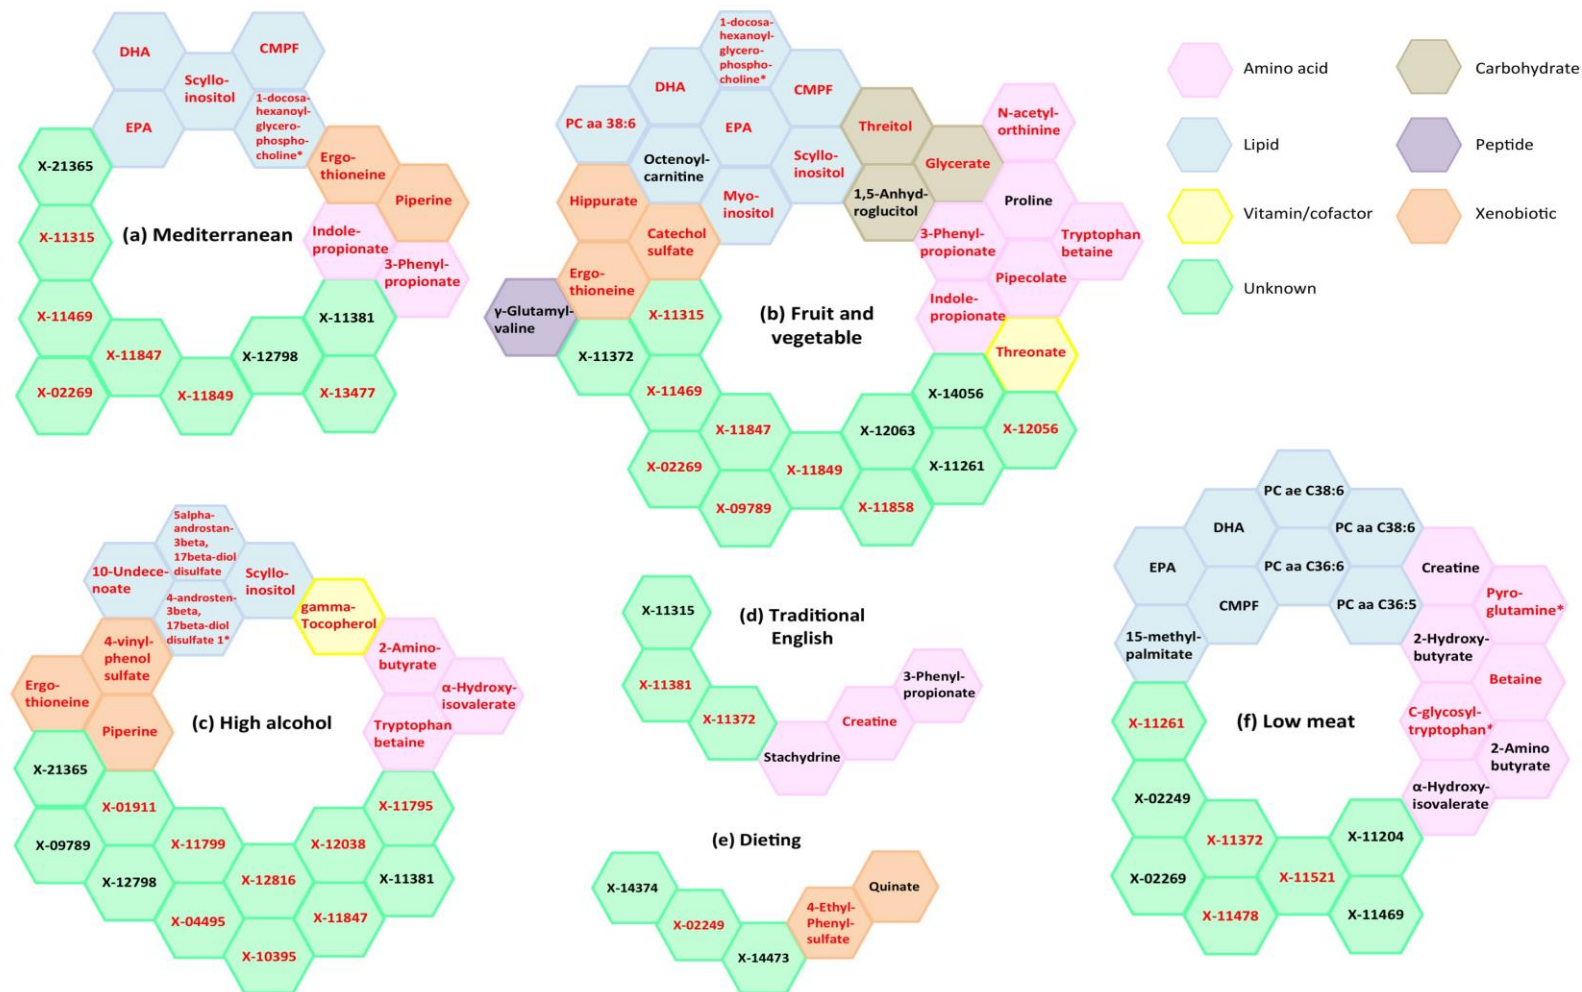 DHA
CMPF
Scyllo-
inositol
EPA
1-docosa-
hexanoyl-
glycero-
phospho-
choline*
Ergo-
thioneine
Piperine
Indole-
propionate
3-Phenyl-
propionate
X-21365
X-11315
(a) Mediterranean
X-11469
X-11847
X-02269
X-11849
X-12798
X-11381
X-13477
1-docosa-
hexanoyl-
glycero-
phospho-
choline*
DHA
CMPF
PC aa 38:6
EPA
Octenoyl-
carnitine
Scyllo-
inositol
Myo-
inositol
Threitol
Glycerate
1,5-Anhyd-
roglucitol
N-acetyl-
orthinine
Proline
3-Phenyl-
propionate
Tryptophan
betaine
Pipecolate
Indole-
propionate
Threonate
Hippurate
Catechol
sulfate
Ergo-
thioneine
γ-Glutamyl-
valine
(b) Fruit and
vegetable
X-11315
X-11372
X-11469
X-11847
X-02269
X-09789
X-11849
X-11858
X-12063
X-14056
X-11261
X-12056
Amino acid
Carbohydrate
Lipid
Peptide
Vitamin/cofactor
Xenobiotic
Unknown
5alpha-
androstan-
3beta,
17beta-diol
disulfate
10-Undece-
noate
4-androsten-
3beta,
17beta-diol
disulfate 1*
Scyllo-
inositol
gamma-
Tocopherol
2-Amino-
butyrate
α-Hydroxy-
isovalerate
Tryptophan
betaine
4-vinyl-
phenol
sulfate
Ergo-
thioneine
Piperine
(c) High alcohol
X-21365
X-01911
X-09789
X-12798
X-11799
X-04495
X-12816
X-10395
X-12038
X-11847
X-11795
X-11381
(d) Traditional
English
X-11315
X-11381
X-11372
Stachydrine
Creatine
3-Phenyl-
propionate
(e) Dieting
X-14374
X-02249
X-14473
4-Ethyl-
Phenyl-
sulfate
Quinate
PC ae C38:6
DHA
PC aa C38:6
EPA
PC aa C36:6
CMPF
PC aa C36:5
15-methyl-
palmitate
Creatine
Pyro-
glutamine*
2-Hydroxy-
butyrate
Betaine
C-glycosyl-
tryptophan*
2-Amino
butyrate
α-Hydroxy-
isovalerate
(f) Low meat
X-11261
X-02249
X-11372
X-02269
X-11478
X-11521
X-11204
X-11469